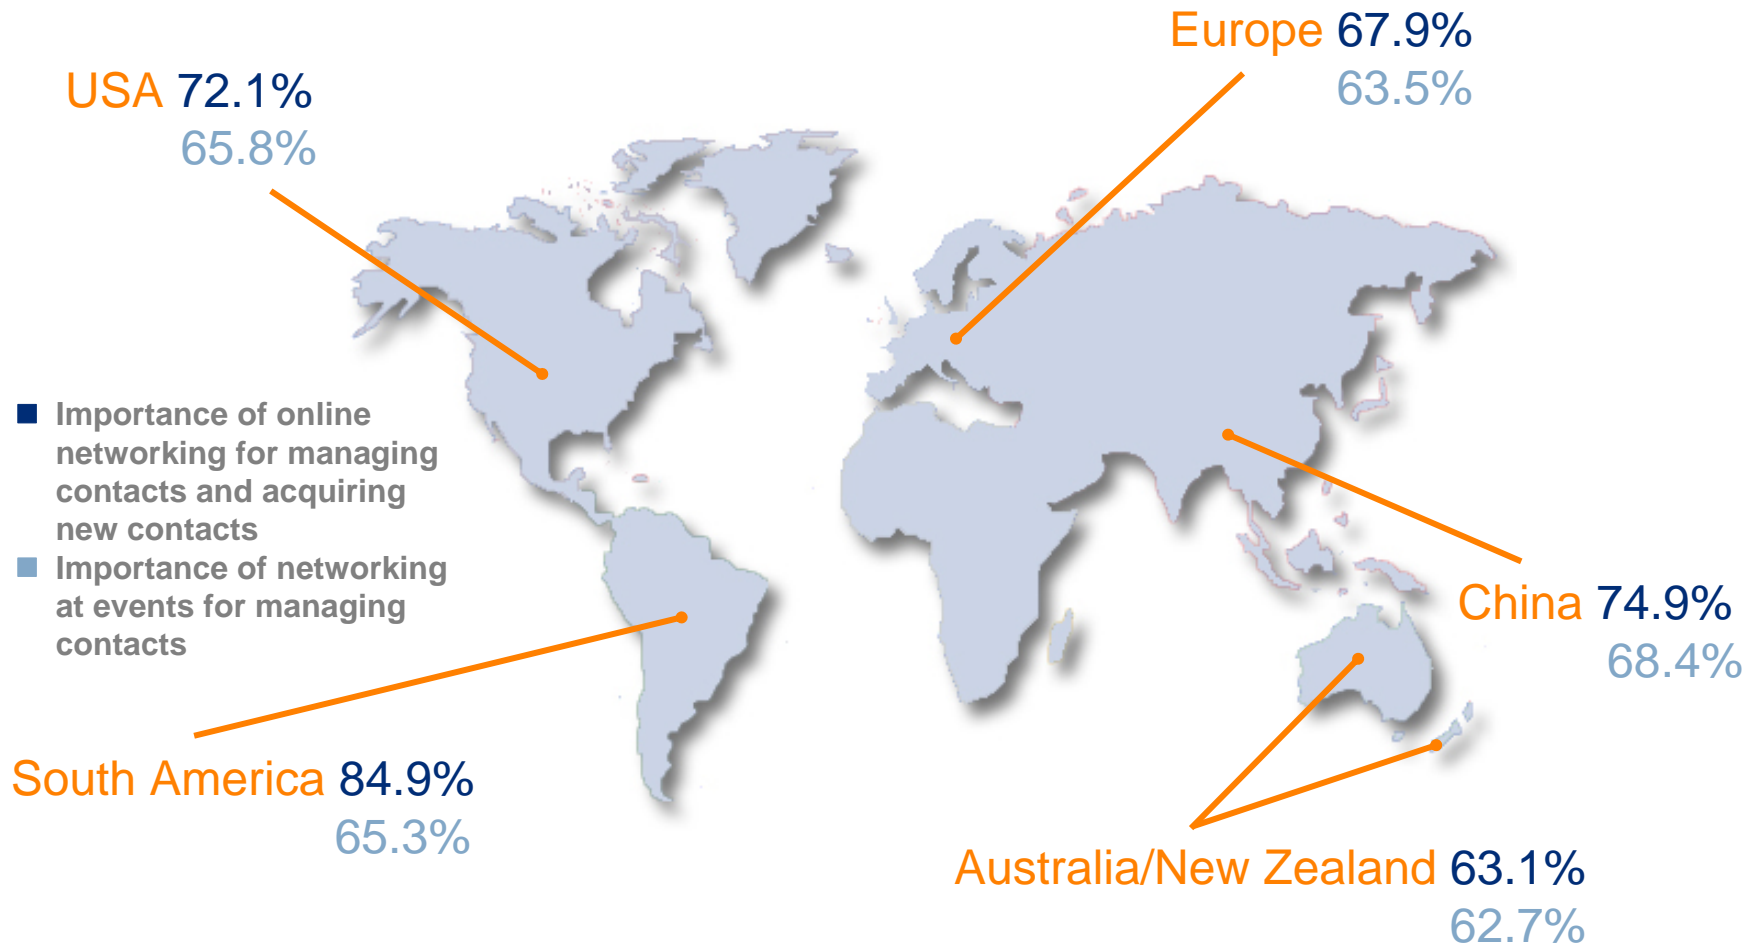 Europe 67.9%
63.5%
USA 72.1%
65.8%
Importance of online
networking for managing
contacts and acquiring
new contacts
Importance of networking
at events for managing
contacts
China 74.9%
68.4%
South America 84.9%
65.3%
Australia/New Zealand 63.1%
62.7%